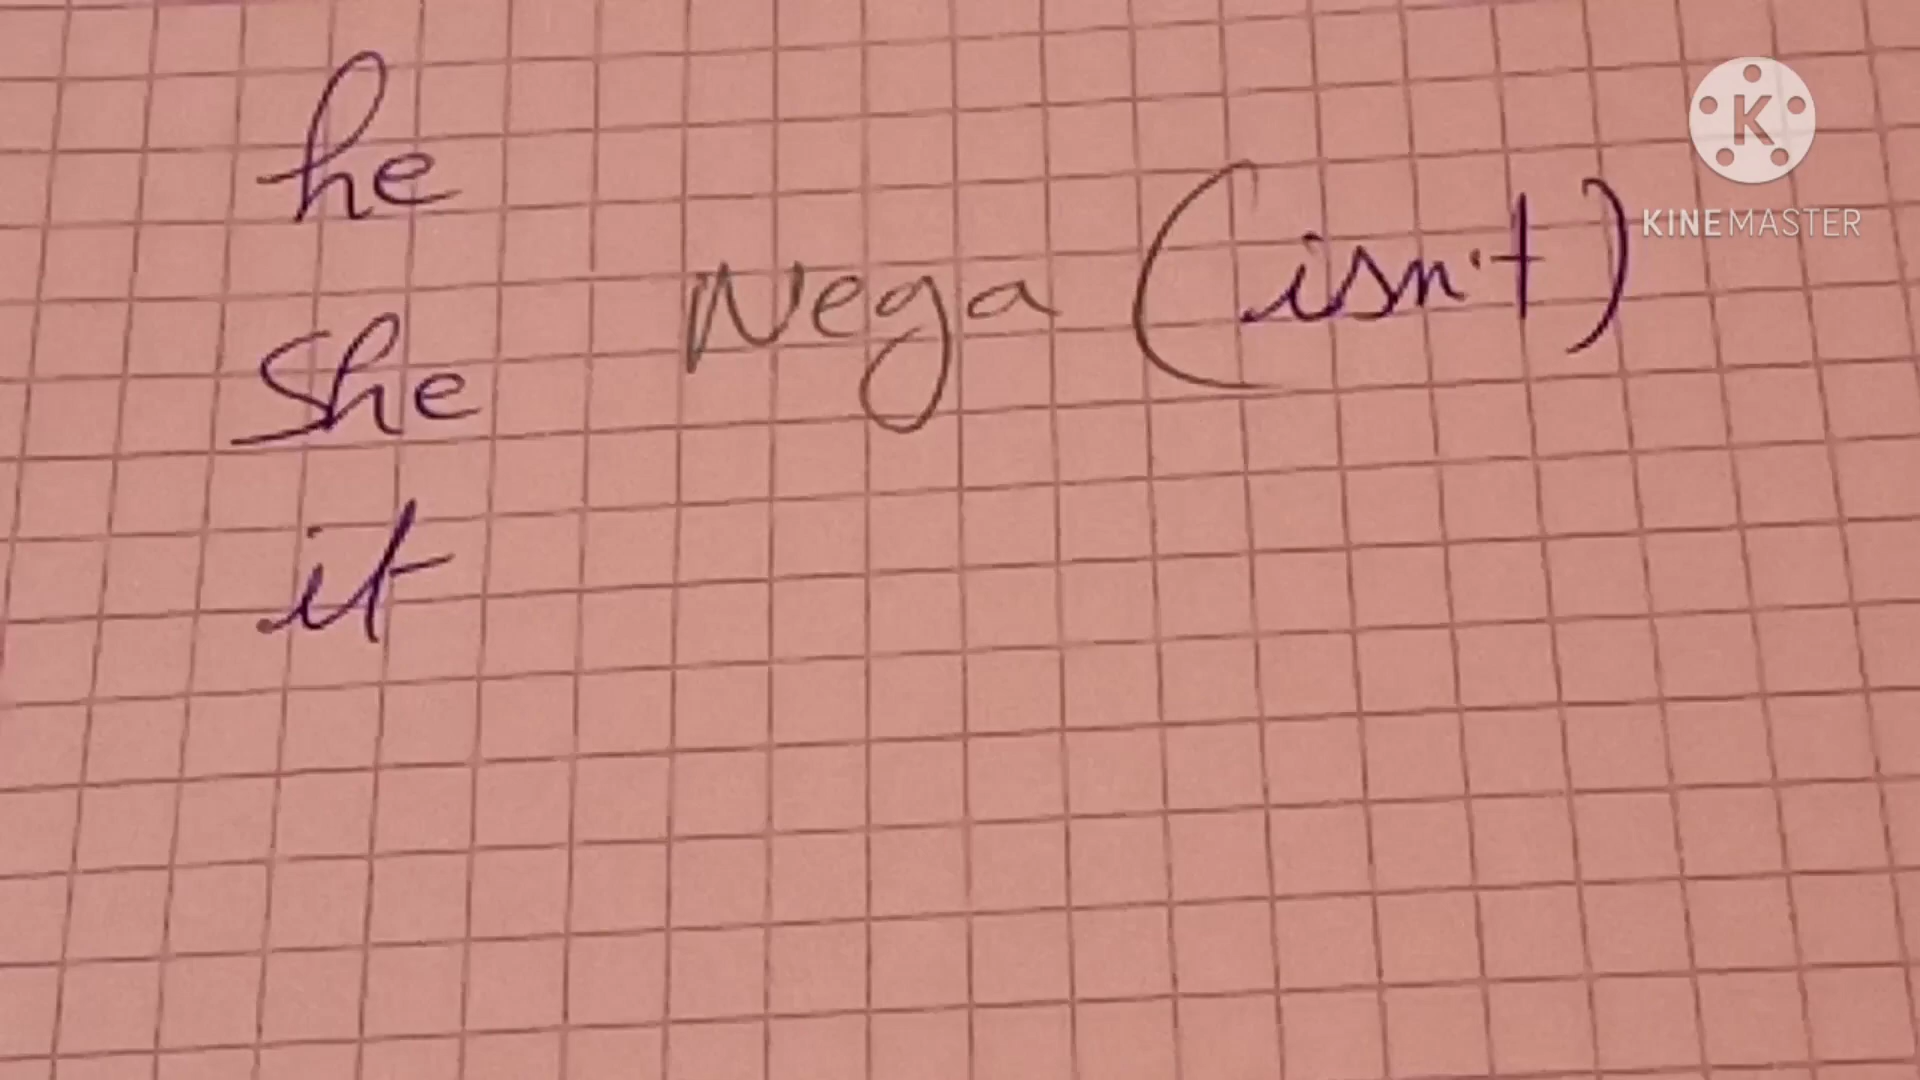 he
She
Nega (isn't)
it
K
KINEMASTER